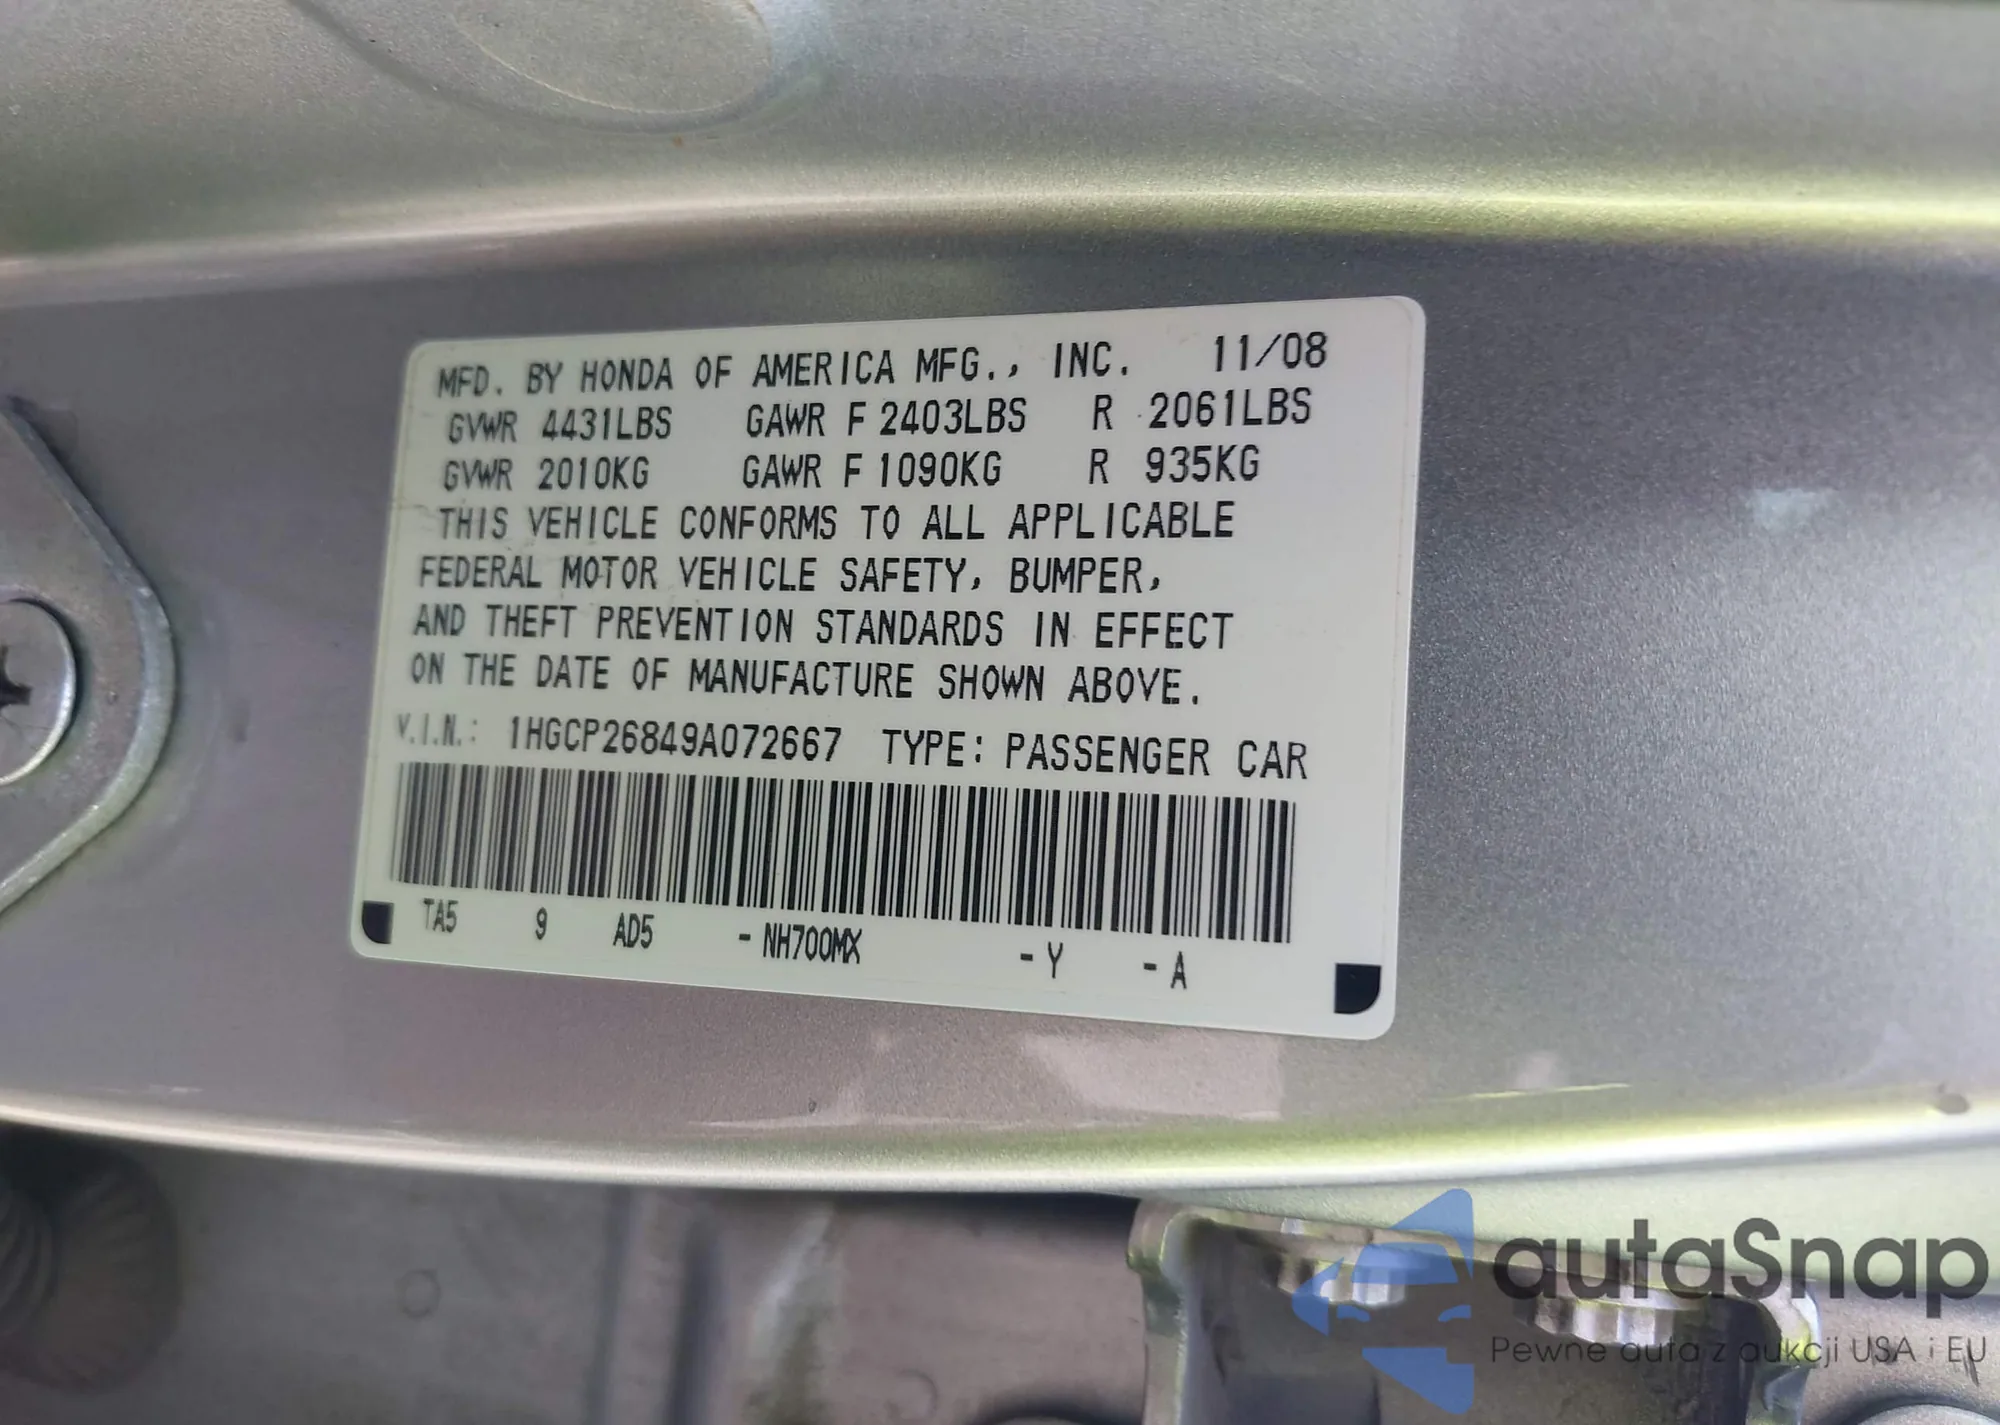 MFD. BY HONDA OF AMERICA MFG., INC. 11/08
GVWR 4431LBS GAWR F 2403LBS R 2061LBS
GVWR 2010KG GAWR F 1090KG R 935KG
THIS VEHICLE CONFORMS TO ALL APPLICABLE
FEDERAL MOTOR VEHICLE SAFETY, BUMPER,
AND THEFT PREVENTION STANDARDS IN EFFECT
ON THE DATE OF MANUFACTURE SHOWN ABOVE.
V.I.N.: 1HGCP26849A072667 TYPE: PASSENGER CAR
TA5 9 AD5 -NH700MX -Y -A
autaSnap
Pewne auta z aukcji USA i EU